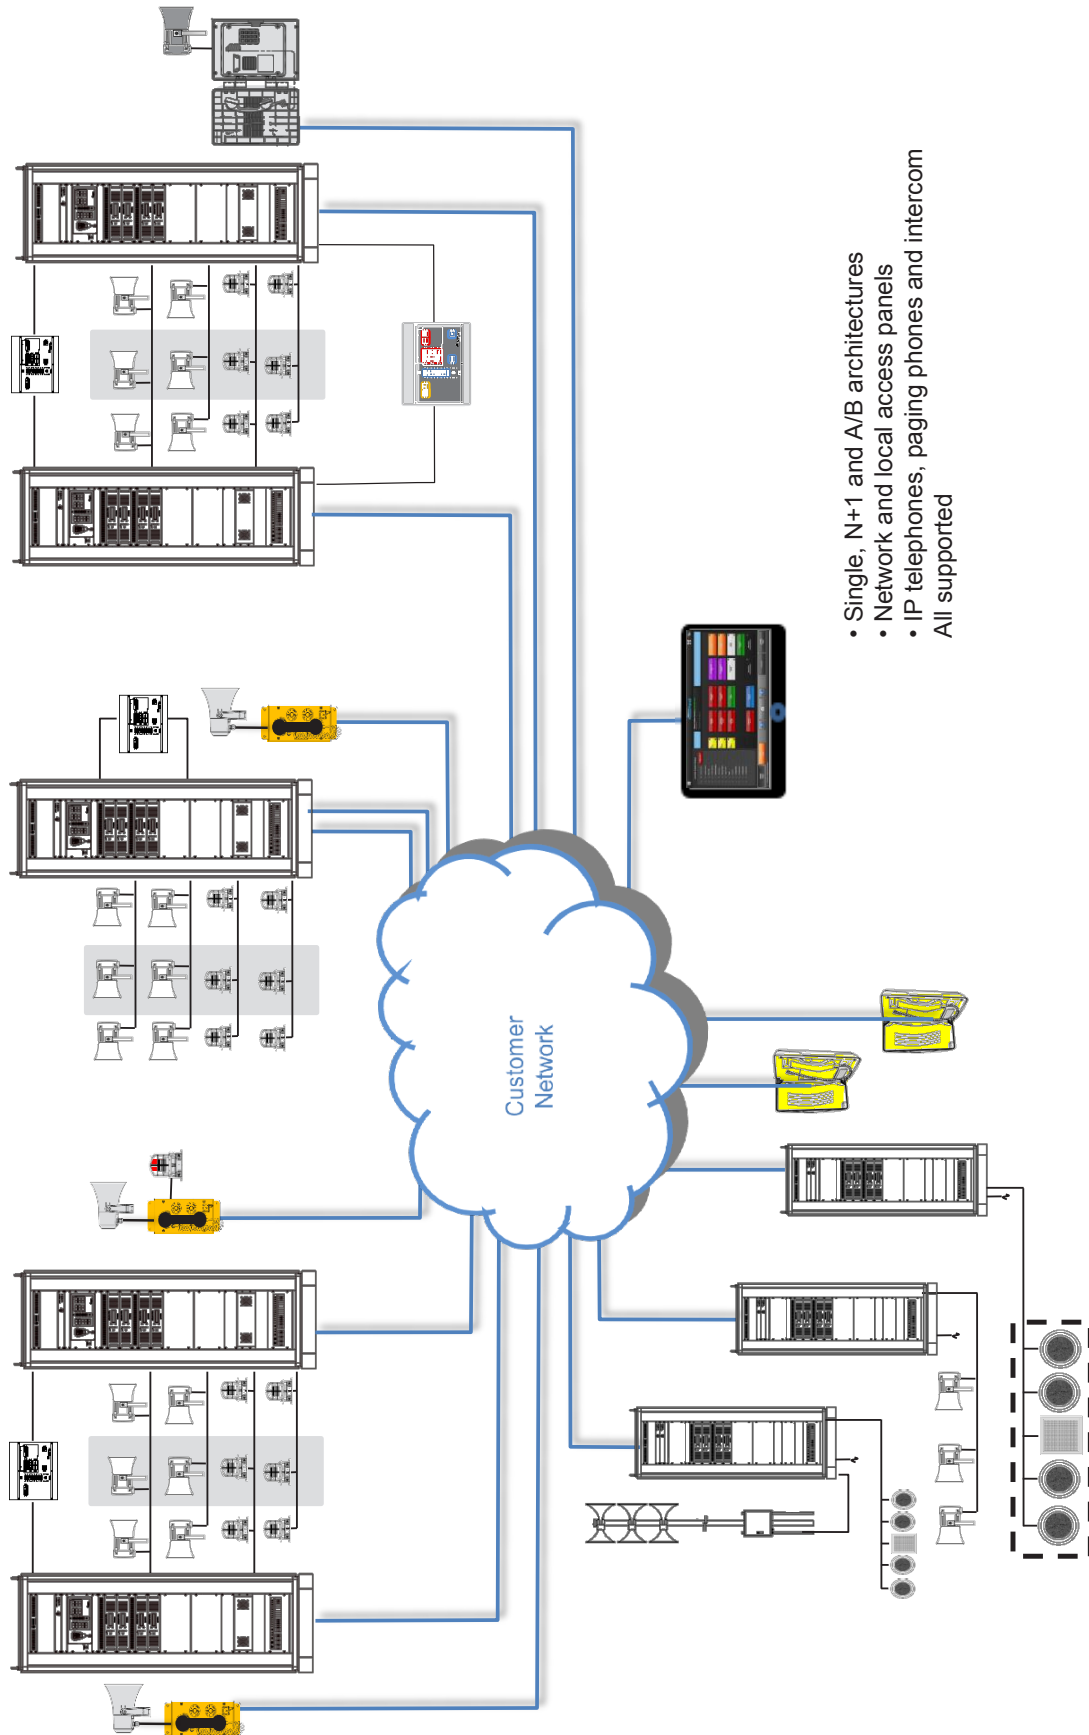 Customer
Network
• Single, N+1 and A/B architectures
• Network and local access panels
• IP telephones, paging phones and intercom
All supported